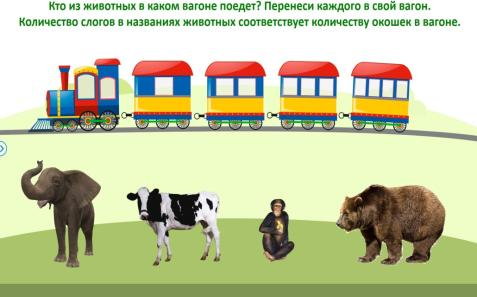 Кто из животных в каком вагоне поедет? Перенеси каждого в свой вагон.
Количество слогов в названиях животных соответствует количеству окошек в вагоне.